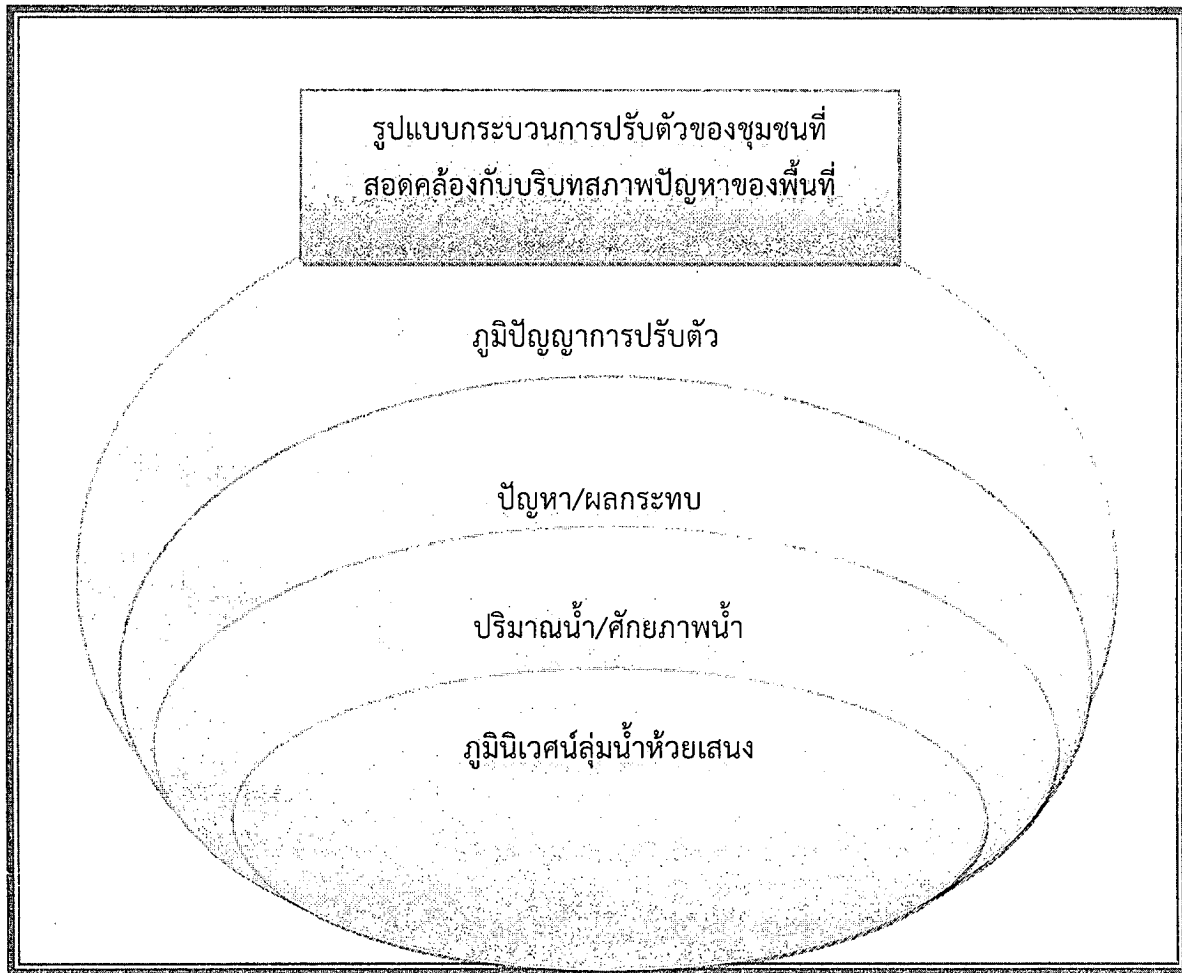 รูปแบบกระบวนการปรับตัวของชุมชนที่
สอดคล้องกับบริบทสภาพปัญหาของพื้นที่
ภูมิปัญญาการปรับตัว
ปัญหา/ผลกระทบ
ปริมาณน้ำ/ศักยภาพน้ำ
ภูมินิเวศน์ลุ่มน้ำห้วยเสนง